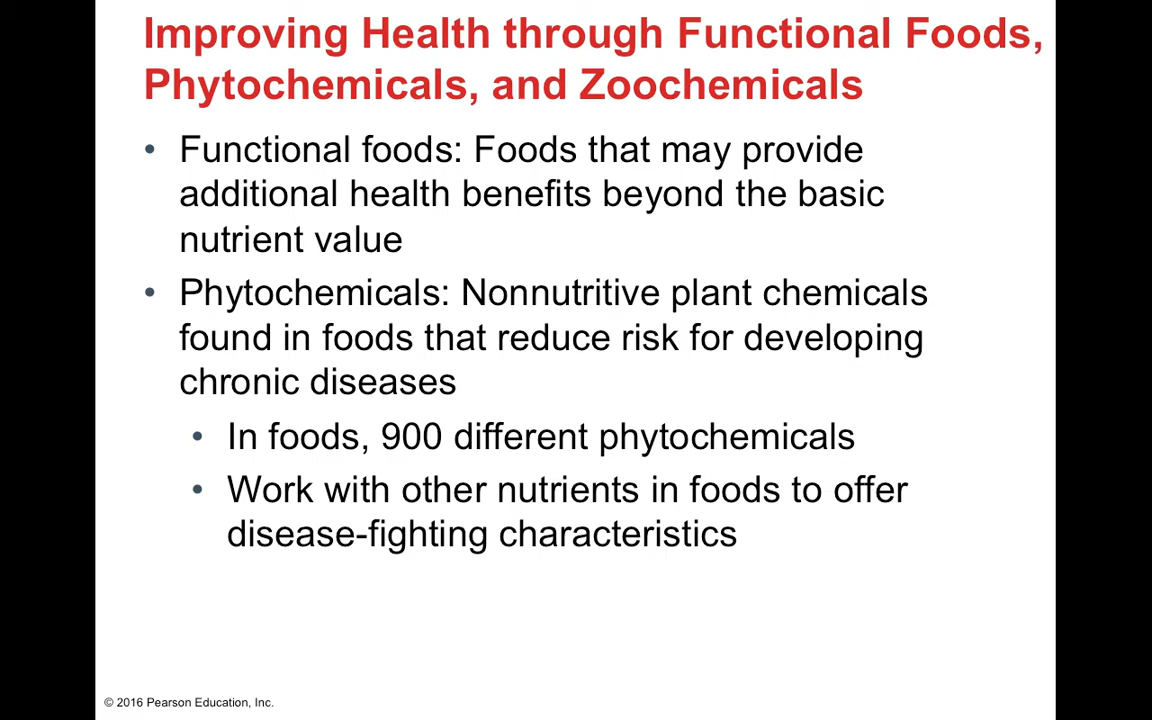 Improving Health through Functional Foods,
Phytochemicals, and Zoochemicals
• Functional foods: Foods that may provide
additional health benefits beyond the basic
nutrient value
• Phytochemicals: Nonnutritive plant chemicals
found in foods that reduce risk for developing
chronic diseases
• In foods, 900 different phytochemicals
• Work with other nutrients in foods to offer
disease-fighting characteristics
© 2016 Pearson Education, Inc.